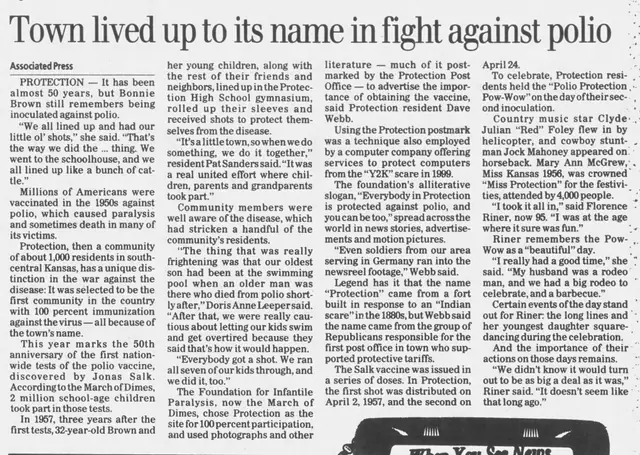 Town lived up to its name in fight against polio
Associated Press
PROTECTION — It has been
almost 50 years, but Bonnie
Brown still remembers being
inoculated against polio.
"We all lined up and had our
little ol' shots," she said. "That's
the way we did the ... thing. We
went to the schoolhouse, and we
all lined up like a bunch of cat-
tle."
Millions of Americans were
vaccinated in the 1950s against
polio, which caused paralysis
and sometimes death in many of
its victims.
Protection, then a community
of about 1,000 residents in south-
central Kansas, has a unique dis-
tinction in the war against the
disease: It was selected to be the
first community in the country
with 100 percent immunization
against the virus — all because of
the town's name.
This year marks the 50th
anniversary of the first nation-
wide tests of the polio vaccine,
discovered by Jonas Salk.
According to the March of Dimes,
2 million school-age children
took part in those tests.
In 1957, three years after the
first tests, 32-year-old Brown and
her young children, along with
the rest of their friends and
neighbors, lined up in the Protec-
tion High School gymnasium,
rolled up their sleeves and
received shots to protect them-
selves from the disease.
"It's a little town, so when we do
something, we do it together,"
resident Pat Sanders said. "It was
a real united effort where chil-
dren, parents and grandparents
took part."
Community members were
well aware of the disease, which
had stricken a handful of the
community's residents.
"The thing that was really
frightening was that our oldest
son had been at the swimming
pool when an older man was
there who died from polio short-
ly after," Doris Anne Leeper said.
"After that, we were really cau-
tious about letting our kids swim
and get overtired because they
said that's how it would happen.
"Everybody got a shot. We ran
all seven of our kids through, and
we did it, too."
The Foundation for Infantile
Paralysis, now the March of
Dimes, chose Protection as the
site for 100 percent participation,
and used photographs and other
literature — much of it post-
marked by the Protection Post
Office — to advertise the impor-
tance of obtaining the vaccine,
said Protection resident Dave
Webb.
Using the Protection postmark
was a technique also employed
by a computer company offering
services to protect computers
from the "Y2K" scare in 1999.
The foundation's alliterative
slogan, "Everybody in Protection
is protected against polio, and
you can be too," spread across the
world in news stories, advertise-
ments and motion pictures.
"Even soldiers from our area
serving in Germany ran into the
newsreel footage," Webb said.
Legend has it that the name
"Protection" came from a fort
built in response to an "Indian
scare" in the 1880s, but Webb said
the name came from the group of
Republicans responsible for the
first post office in town who sup-
ported protective tariffs.
The Salk vaccine was issued in
a series of doses. In Protection,
the first shot was distributed on
April 2, 1957, and the second on
April 24.
To celebrate, Protection resi-
dents held the "Polio Protection
Pow-Wow" on the day of their sec-
ond inoculation.
Country music star Clyde
Julian "Red" Foley flew in by
helicopter, and cowboy stunt-
man Jock Mahoney appeared on
horseback. Mary Ann McGrew,
Miss Kansas 1956, was crowned
"Miss Protection" for the festivi-
ties, attended by 4,000 people.
"I took it all in," said Florence
Riner, now 95. "I was at the age
where it sure was fun."
Riner remembers the Pow-
Wow as a "beautiful" day.
"I really had a good time," she
said. "My husband was a rodeo
man, and we had a big rodeo to
celebrate, and a barbecue."
Certain events of the day stand
out for Riner: the long lines and
her youngest daughter square-
dancing during the celebration.
And the importance of their
actions on those days remains.
"We didn't know it would turn
out to be as big a deal as it was,"
Riner said. "It doesn't seem like
that long ago."
When You See News